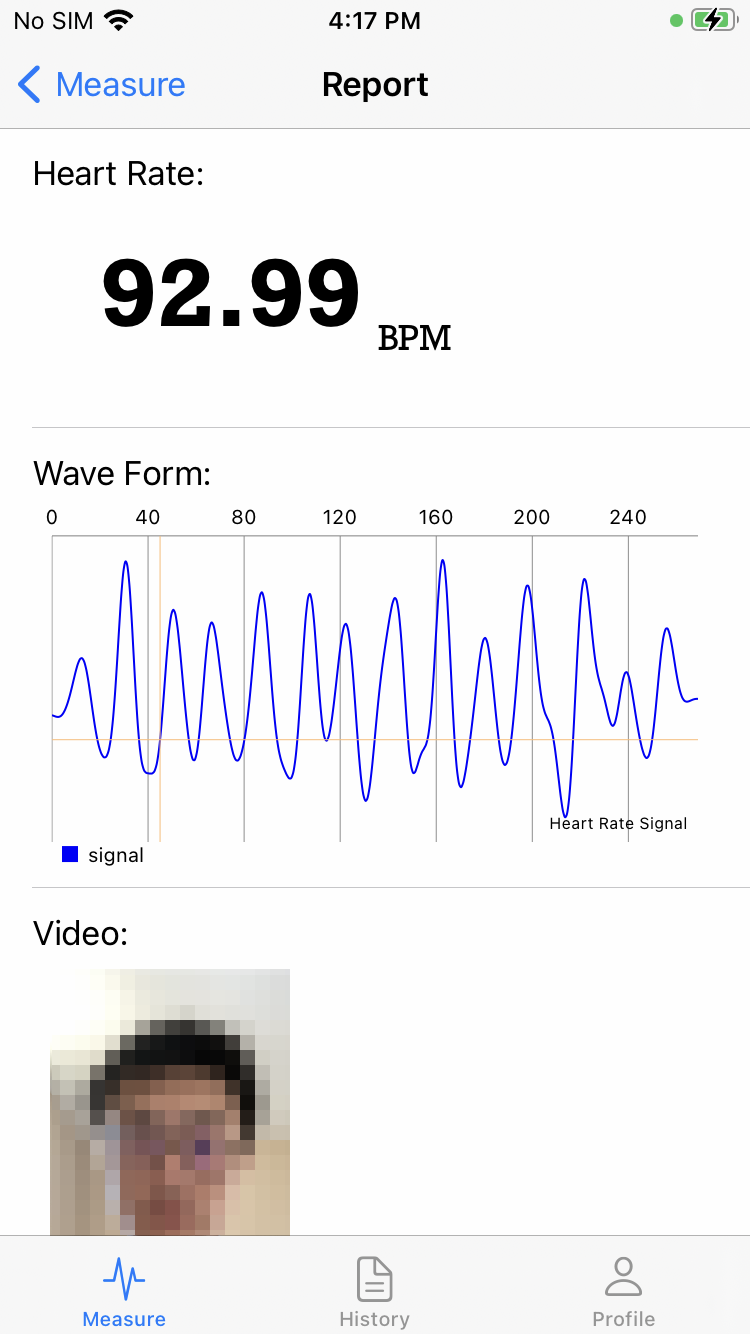 No SIM 4:17 PM
Measure Report
Heart Rate:
92.99 BPM
Wave Form:
0 40 80 120 160 200 240
Heart Rate Signal
signal
Video:
Measure History Profile